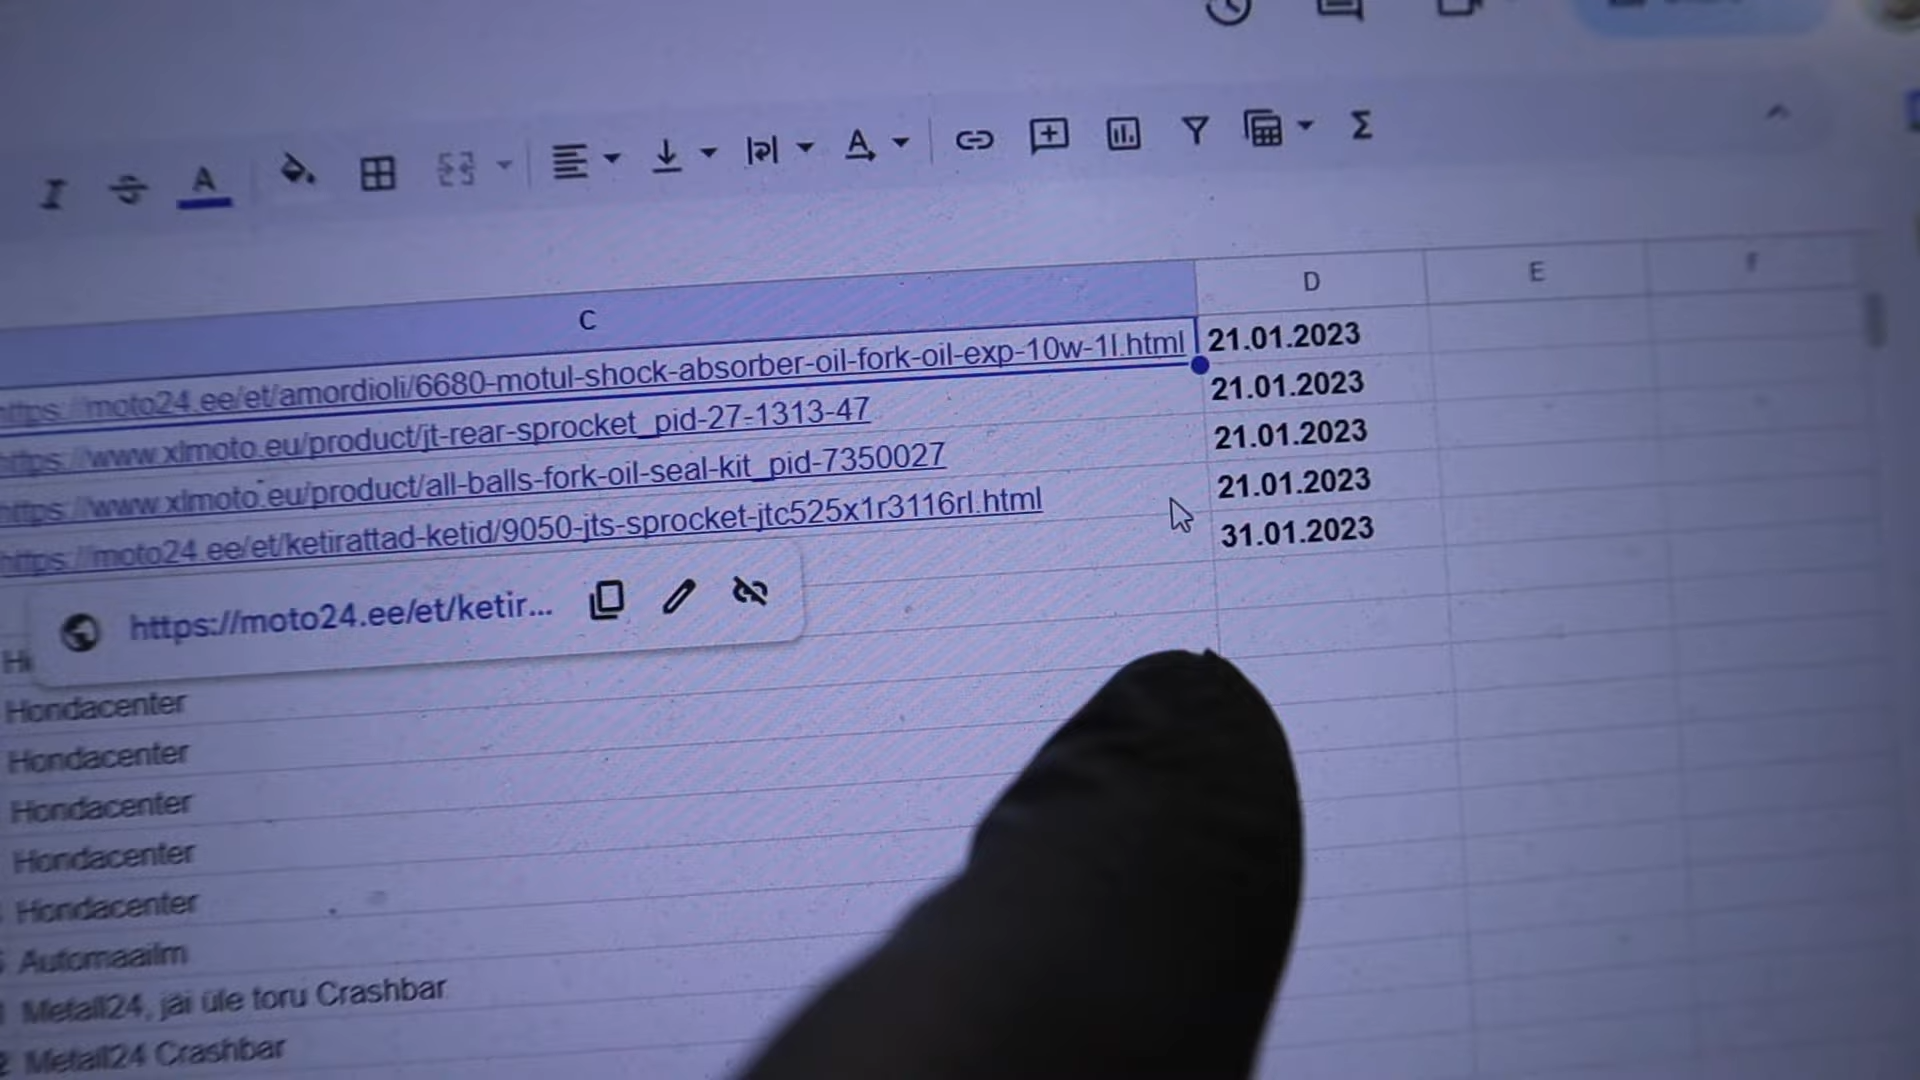 C D E F
https://moto24.ee/et/amordioli/6680-motul-shock-absorber-oil-fork-oil-exp-10w-1l.html 21.01.2023
https://www.xlmoto.eu/product/jt-rear-sprocket_pid-27-1313-47 21.01.2023
https://www.xlmoto.eu/product/all-balls-fork-oil-seal-kit_pid-7350027 21.01.2023
https://moto24.ee/et/ketirattad-ketid/9050-jts-sprocket-jtc525x1r3116rl.html 21.01.2023
31.01.2023
https://moto24.ee/et/ketir...
Hondacenter
Hondacenter
Hondacenter
Hondacenter
Hondacenter
Automaailm
Metall24, jäi üle toru Crashbar
Metall24 Crashbar